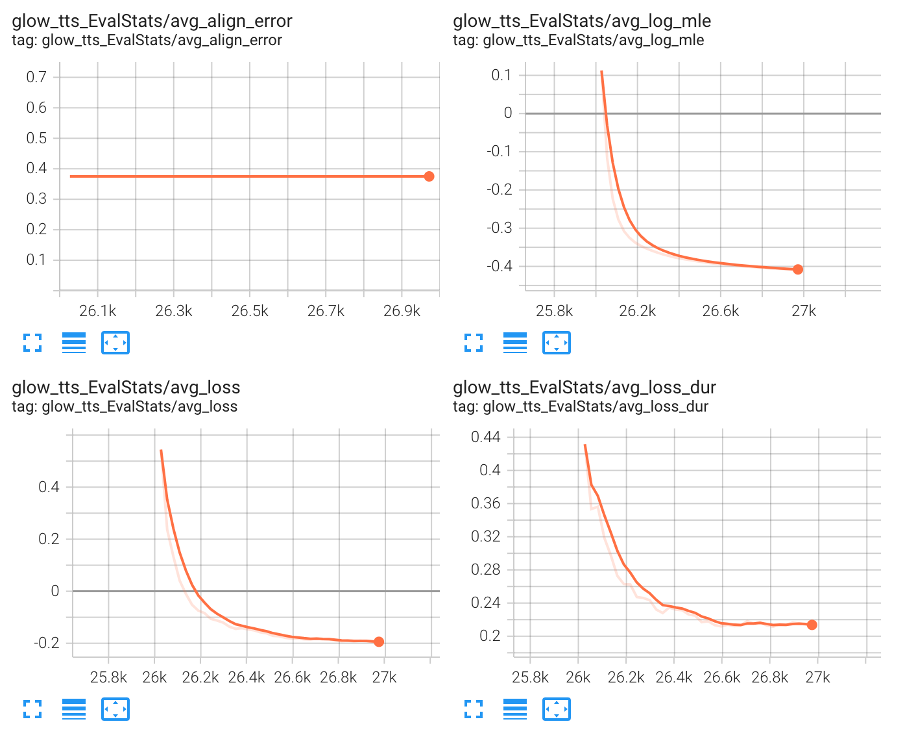 glow_tts_EvalStats/avg_align_error
tag: glow_tts_EvalStats/avg_align_error
0.7
0.6
0.5
0.4
0.3
0.2
0.1
26.1k 26.3k 26.5k 26.7k 26.9k
glow_tts_EvalStats/avg_log_mle
tag: glow_tts_EvalStats/avg_log_mle
0.1
0
-0.1
-0.2
-0.3
-0.4
25.8k 26.2k 26.6k 27k
glow_tts_EvalStats/avg_loss
tag: glow_tts_EvalStats/avg_loss
0.4
0.2
0
-0.2
25.8k 26k 26.2k 26.4k 26.6k 26.8k 27k
glow_tts_EvalStats/avg_loss_dur
tag: glow_tts_EvalStats/avg_loss_dur
0.44
0.4
0.36
0.32
0.28
0.24
0.2
25.8k 26k 26.2k 26.4k 26.6k 26.8k 27k